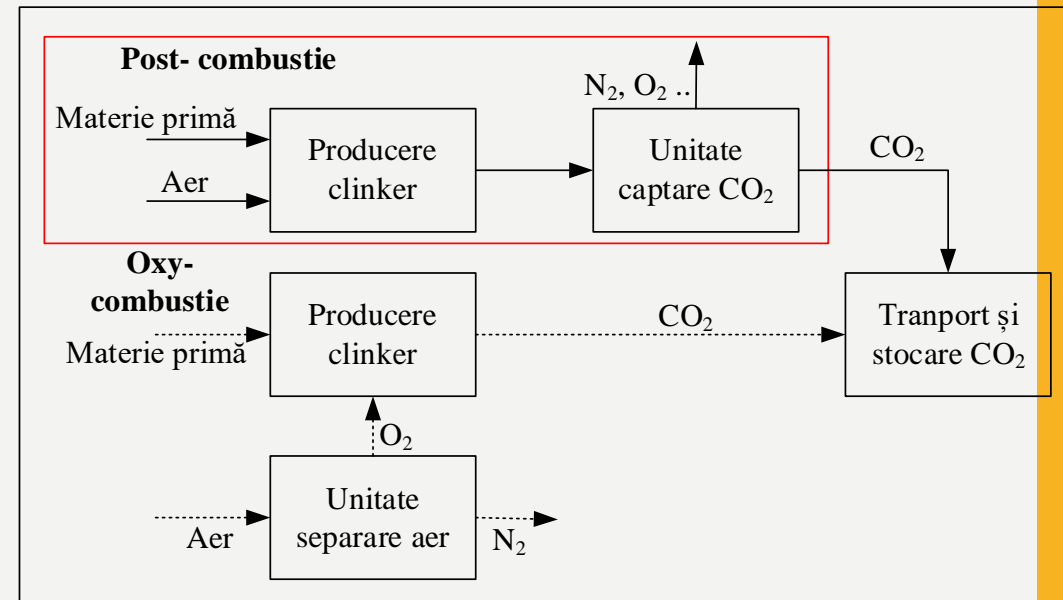 Post- combustie
N₂, O₂ ..
Materie primă
Aer
Producere
clinker
Unitate
captare CO₂
CO₂
Oxy-
combustie
Materie primă
Producere
clinker
CO₂
Tranport și
stocare CO₂
O₂
Aer
Unitate
separare aer
N₂